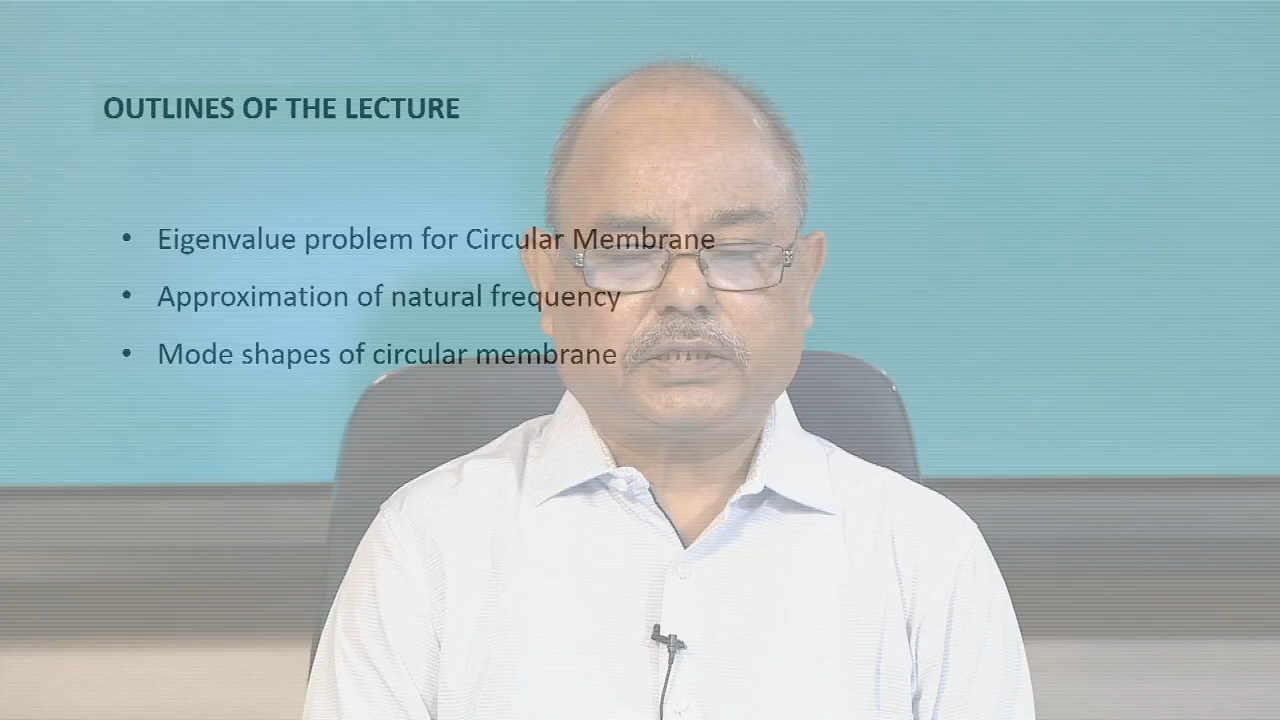 OUTLINES OF THE LECTURE
• Eigenvalue problem for Circular Membrane
• Approximation of natural frequency
• Mode shapes of circular membrane